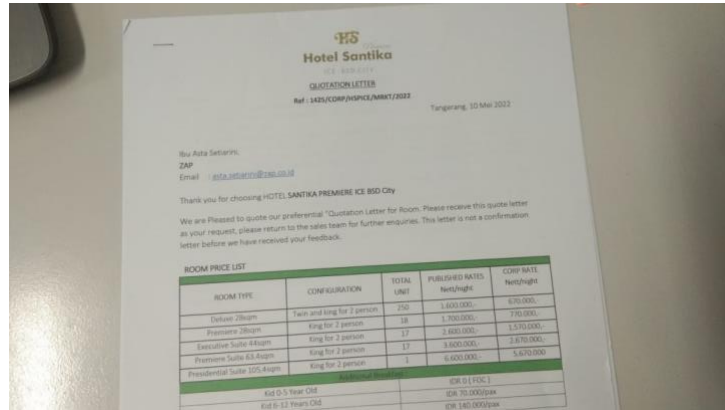 HS
Hotel Santika
ICE - BSD CITY
QUOTATION LETTER
Ref : 1425/CORP/HSPICE/MRKT/2022
Tangerang, 10 Mei 2022
Ibu Asta Setiarini,
ZAP
Email : asta.setiarini@zap.co.id
Thank you for choosing HOTEL SANTIKA PREMIERE ICE BSD City
We are Pleased to quote our preferential "Quotation Letter for Room. Please receive this quote letter
as your request, please return to the sales team for further enquiries. This letter is not a confirmation
letter before we have received your feedback.
ROOM PRICE LIST
ROOM TYPE CONFIGURATION TOTAL UNIT PUBLISHED RATES Nett/night CORP RATE Nett/night
Deluxe 28sqm Twin and king for 2 person 250 1.600.000,- 670.000,-
Premiere 28sqm King for 2 person 18 1.700.000,- 770.000,-
Executive Suite 44sqm King for 2 person 17 2.600.000,- 1.570.000,-
Premiere Suite 63,4sqm King for 2 person 17 3.600.000,- 2.670.000,-
Presidential Suite 105,4sqm King for 2 person 1 6.600.000,- 5.670.000
Additional Breakfast
Kid 0-5 Year Old IDR 0 ( FOC )
Kid 6-12 Years Old IDR 70.000/pax
IDR 140.000/pax